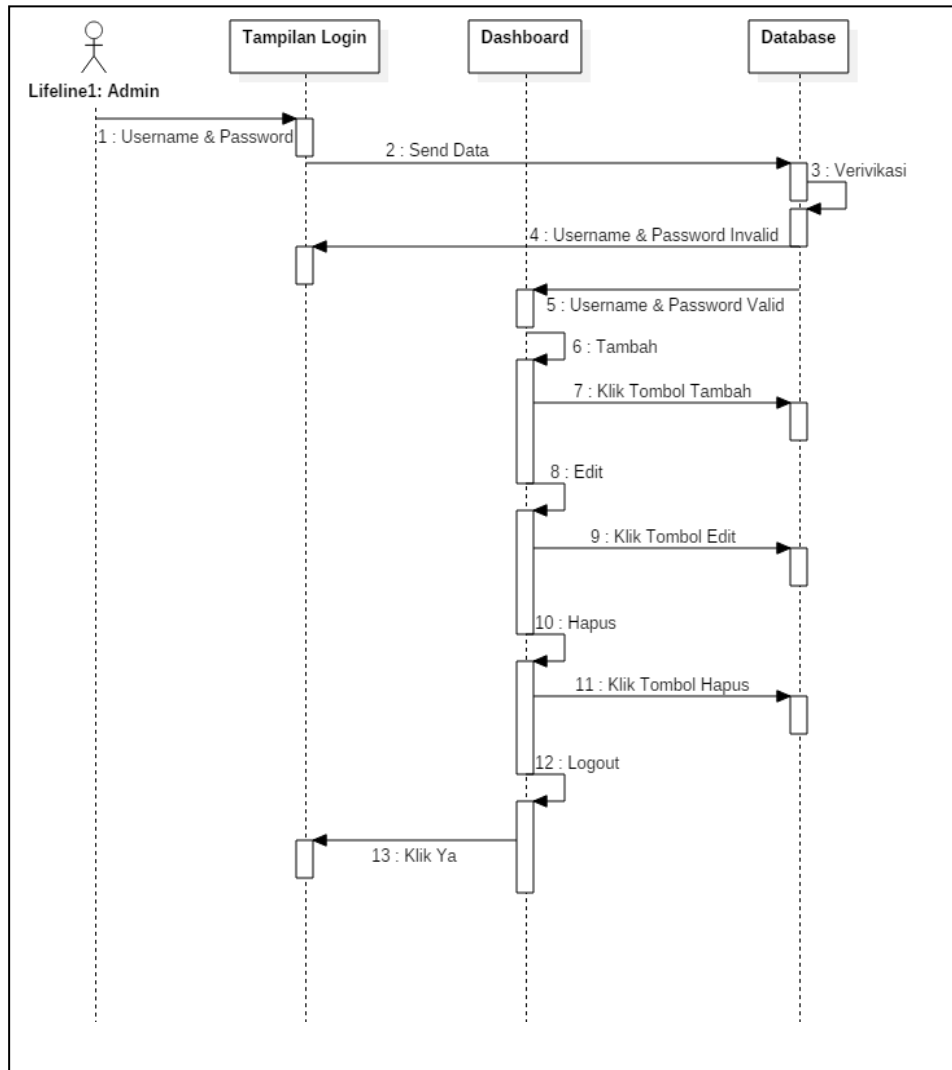 Tampilan Login
Dashboard
Database
Lifeline1: Admin
1 : Username & Password
2 : Send Data
3 : Verivikasi
4 : Username & Password Invalid
5 : Username & Password Valid
6 : Tambah
7 : Klik Tombol Tambah
8 : Edit
9 : Klik Tombol Edit
10 : Hapus
11 : Klik Tombol Hapus
12 : Logout
13 : Klik Ya